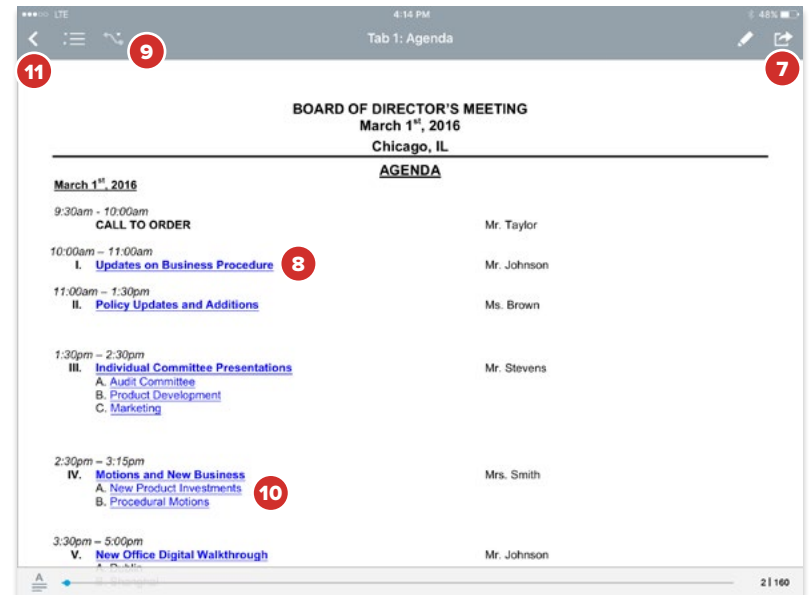 LTE 4:14 PM 48%
Tab 1: Agenda
9
11
7
BOARD OF DIRECTOR'S MEETING
March 1st, 2016
Chicago, IL
AGENDA
March 1st, 2016
9:30am - 10:00am
CALL TO ORDER Mr. Taylor
10:00am – 11:00am
I. Updates on Business Procedure 8 Mr. Johnson
11:00am – 1:30pm
II. Policy Updates and Additions Ms. Brown
1:30pm – 2:30pm
III. Individual Committee Presentations Mr. Stevens
A. Audit Committee
B. Product Development
C. Marketing
2:30pm – 3:15pm
IV. Motions and New Business Mrs. Smith
A. New Product Investments 10
B. Procedural Motions
3:30pm – 5:00pm
V. New Office Digital Walkthrough Mr. Johnson
A. Dublin
B. Shanghai
A 2 | 160